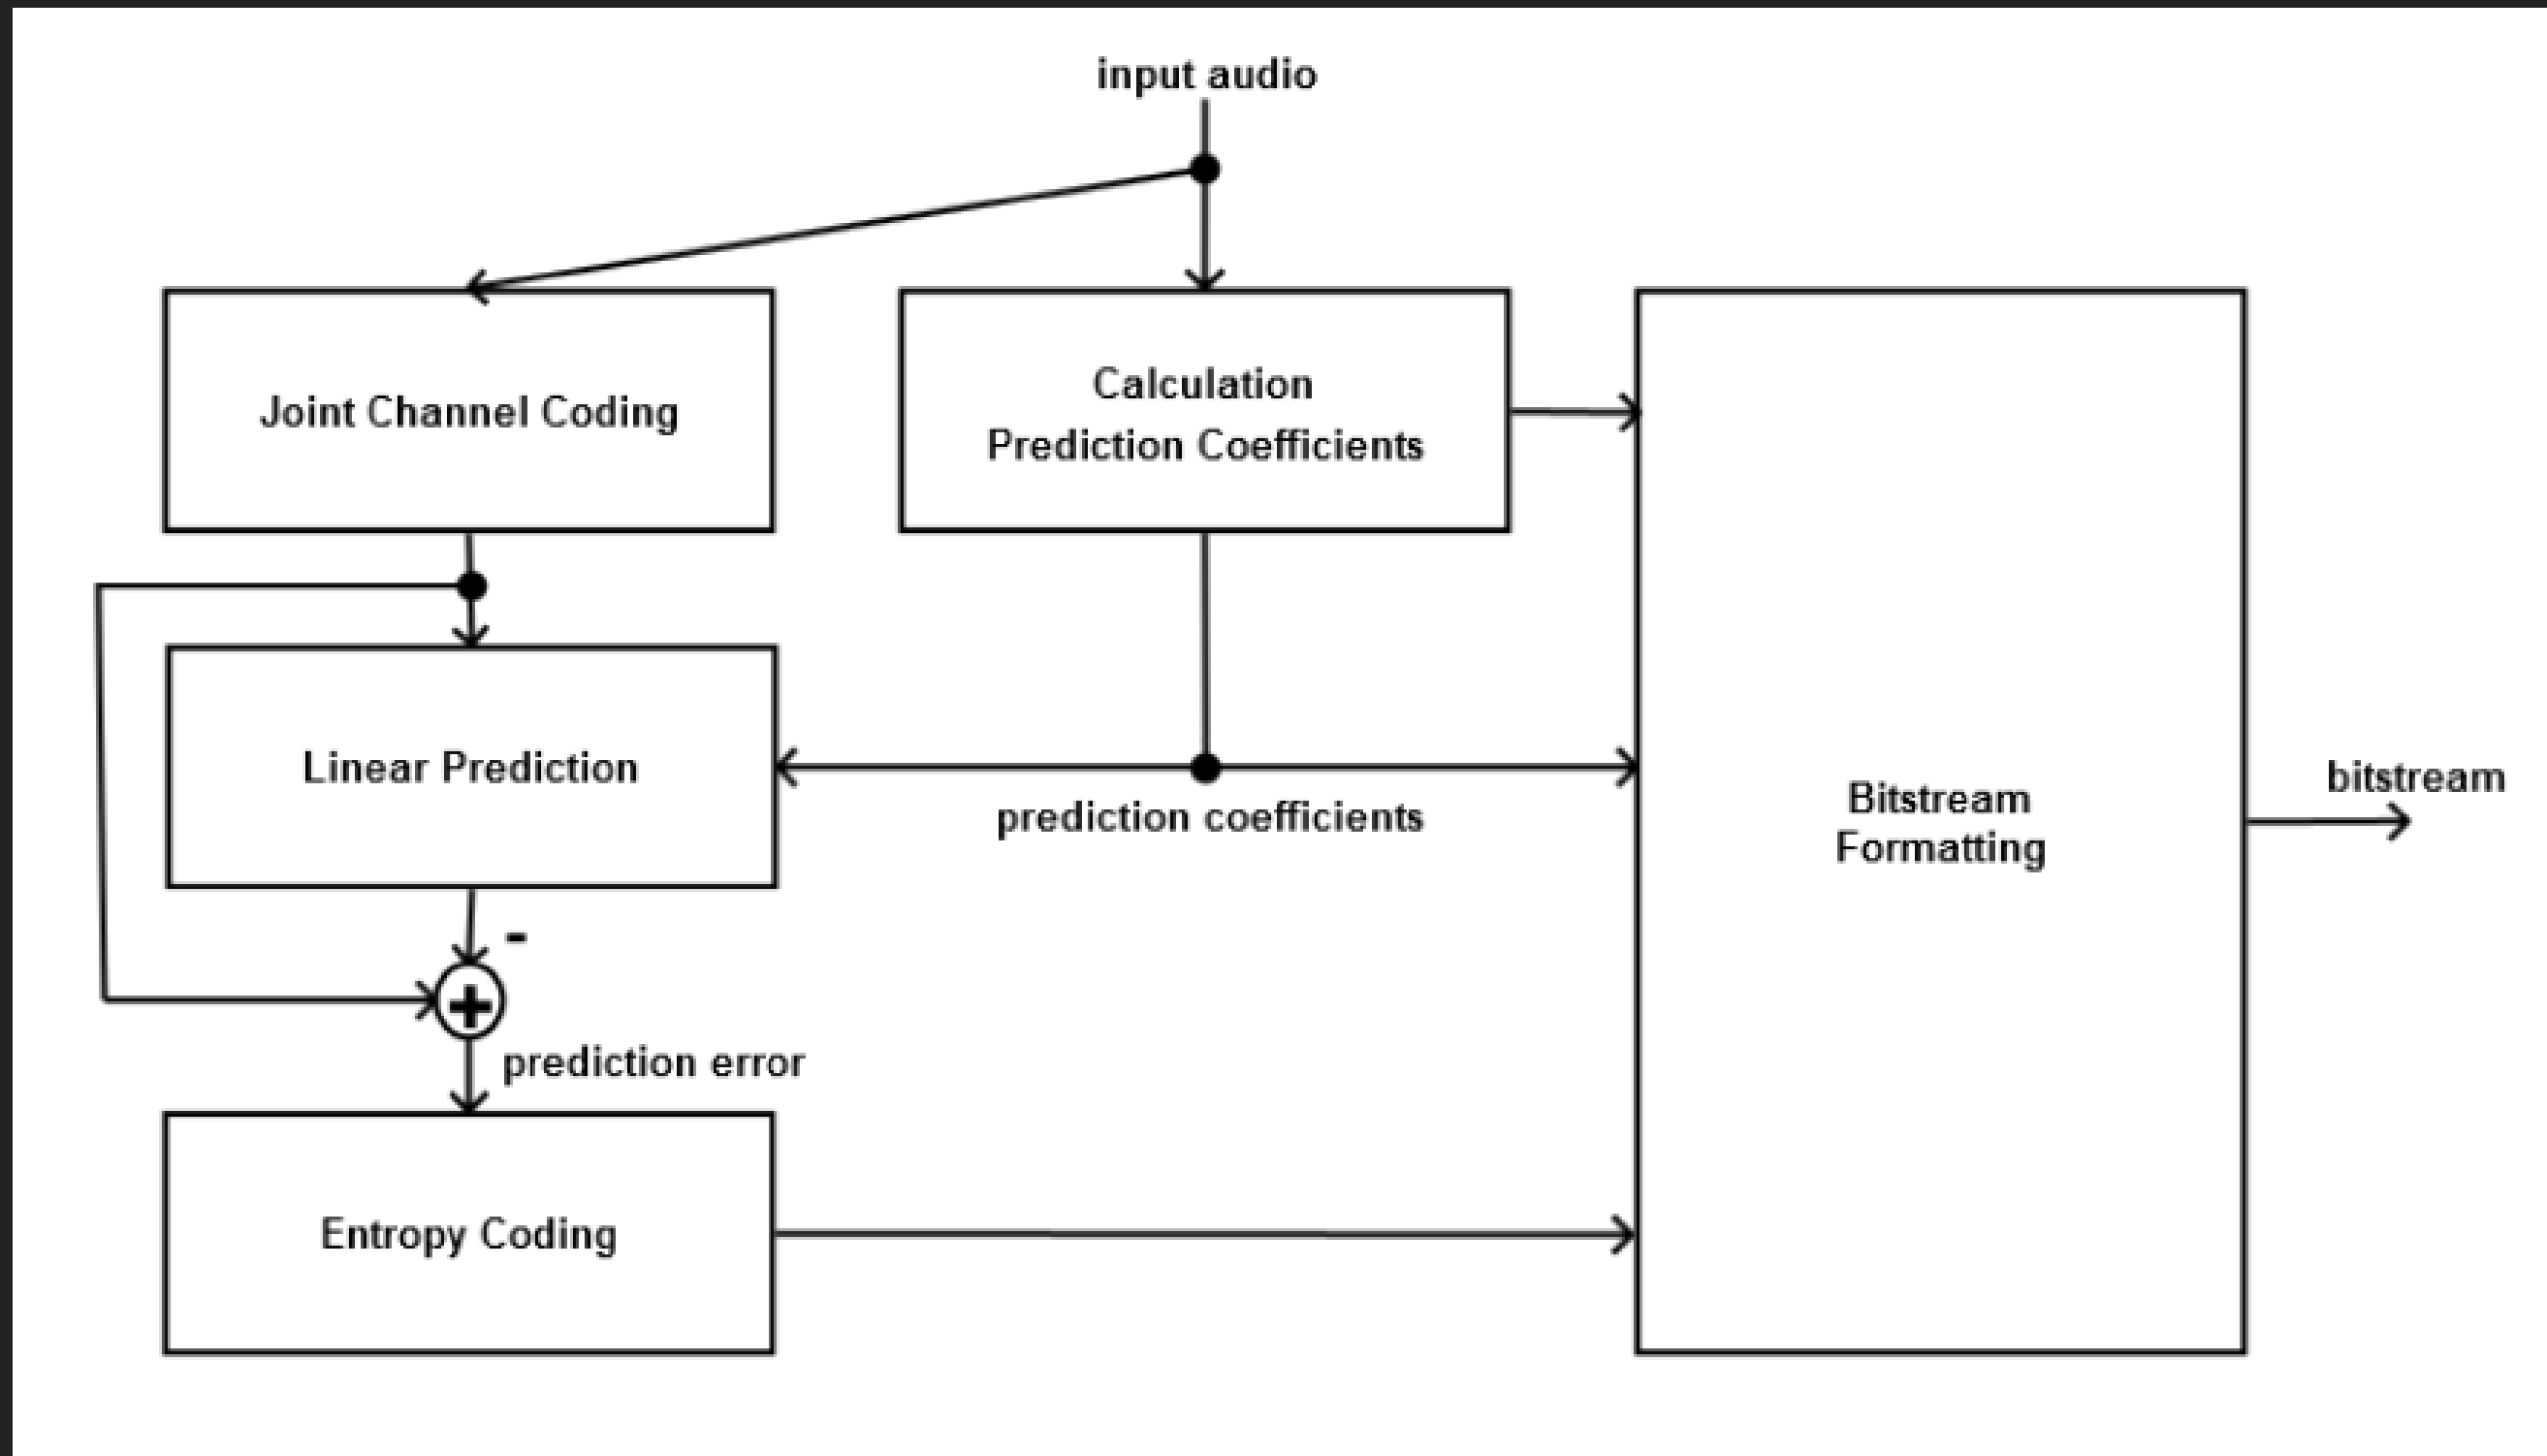 input audio
Joint Channel Coding
Calculation
Prediction Coefficients
Linear Prediction
prediction coefficients
Bitstream
Formatting
bitstream
-
+
prediction error
Entropy Coding